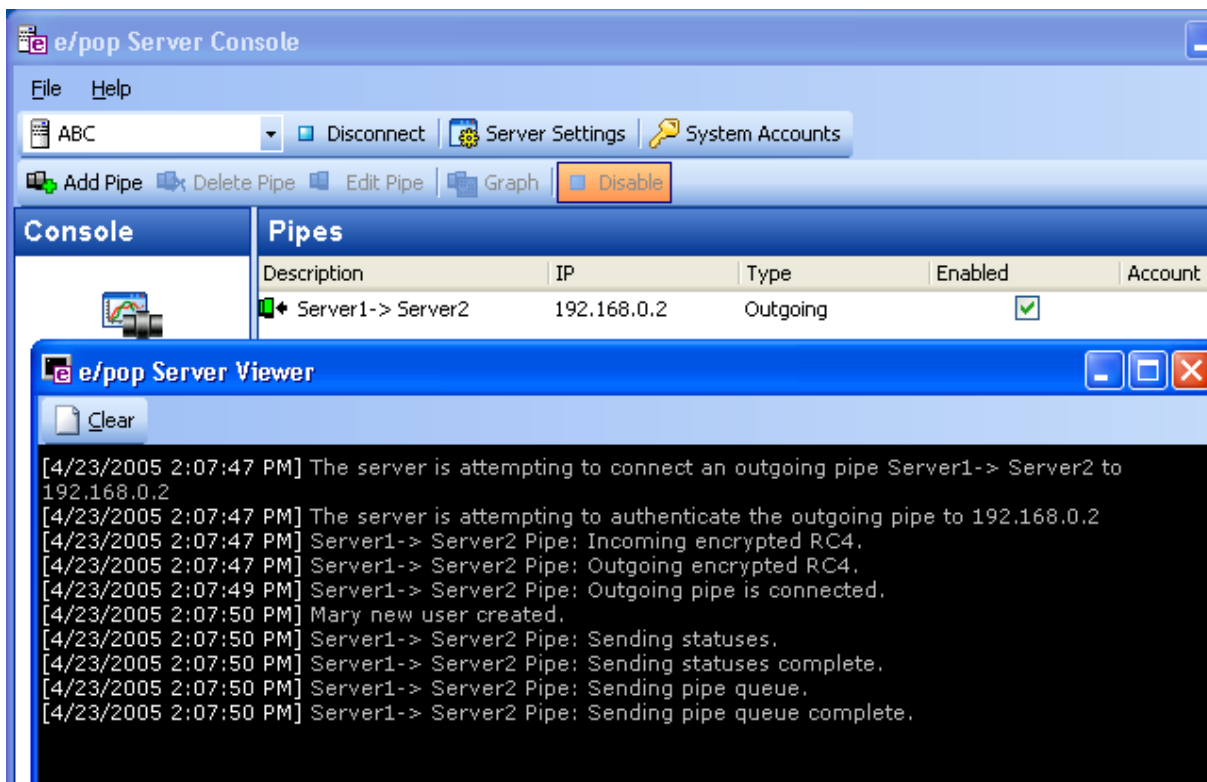 e/pop Server Console
File Help
ABC Disconnect Server Settings System Accounts
Add Pipe Delete Pipe Edit Pipe Graph Disable
Console Pipes
Description IP Type Enabled Account
Server1-> Server2 192.168.0.2 Outgoing
e/pop Server Viewer
Clear
[4/23/2005 2:07:47 PM] The server is attempting to connect an outgoing pipe Server1-> Server2 to
192.168.0.2
[4/23/2005 2:07:47 PM] The server is attempting to authenticate the outgoing pipe to 192.168.0.2
[4/23/2005 2:07:47 PM] Server1-> Server2 Pipe: Incoming encrypted RC4.
[4/23/2005 2:07:47 PM] Server1-> Server2 Pipe: Outgoing encrypted RC4.
[4/23/2005 2:07:49 PM] Server1-> Server2 Pipe: Outgoing pipe is connected.
[4/23/2005 2:07:50 PM] Mary new user created.
[4/23/2005 2:07:50 PM] Server1-> Server2 Pipe: Sending statuses.
[4/23/2005 2:07:50 PM] Server1-> Server2 Pipe: Sending statuses complete.
[4/23/2005 2:07:50 PM] Server1-> Server2 Pipe: Sending pipe queue.
[4/23/2005 2:07:50 PM] Server1-> Server2 Pipe: Sending pipe queue complete.